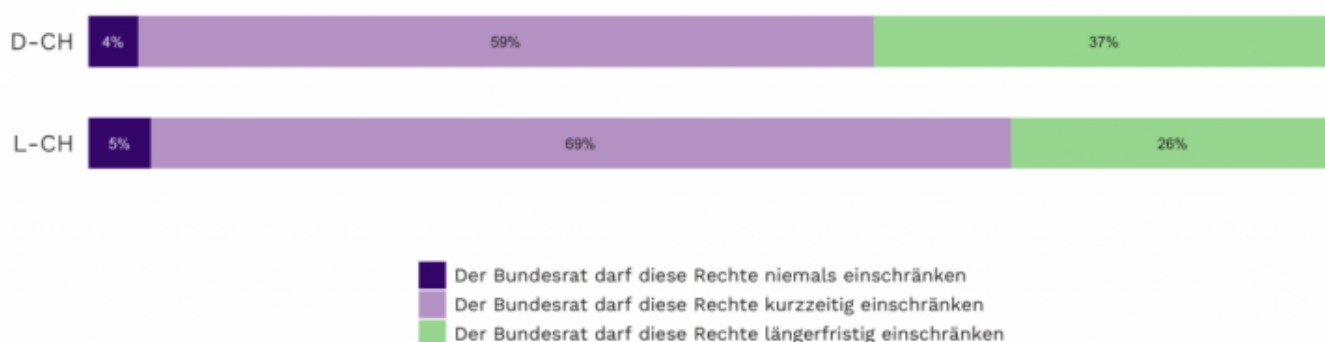 D-CH 4% 59% 37%
L-CH 5% 69% 26%
Der Bundesrat darf diese Rechte niemals einschränken
Der Bundesrat darf diese Rechte kurzzeitig einschränken
Der Bundesrat darf diese Rechte längerfristig einschränken